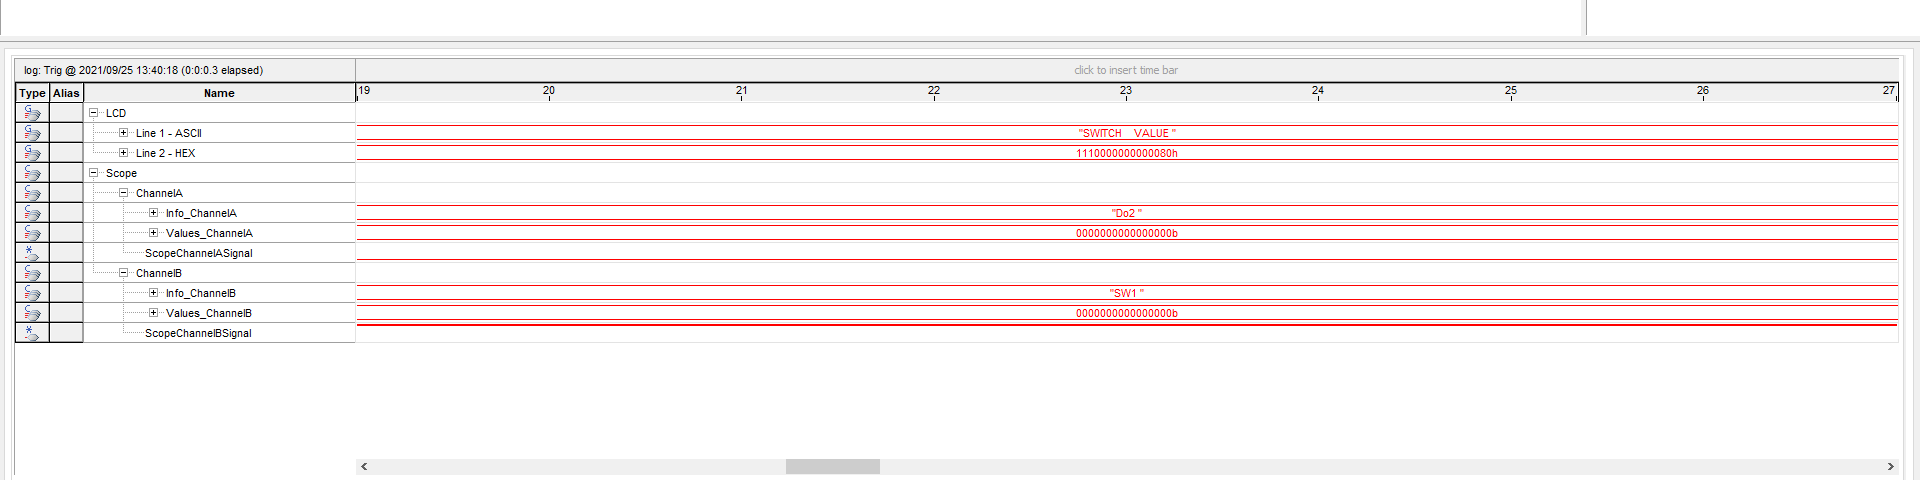 log: Trig @ 2021/09/25 13:40:18 (0:0:0.3 elapsed) click to insert time bar
Type Alias Name 19 20 21 22 23 24 25 26 27
LCD
Line 1 - ASCII "SWITCH    VALUE "
Line 2 - HEX 1110000000000080h
Scope
ChannelA
Info_ChannelA "Do2 "
Values_ChannelA 0000000000000000b
ScopeChannelASignal
ChannelB
Info_ChannelB "SW1 "
Values_ChannelB 0000000000000000b
ScopeChannelBSignal